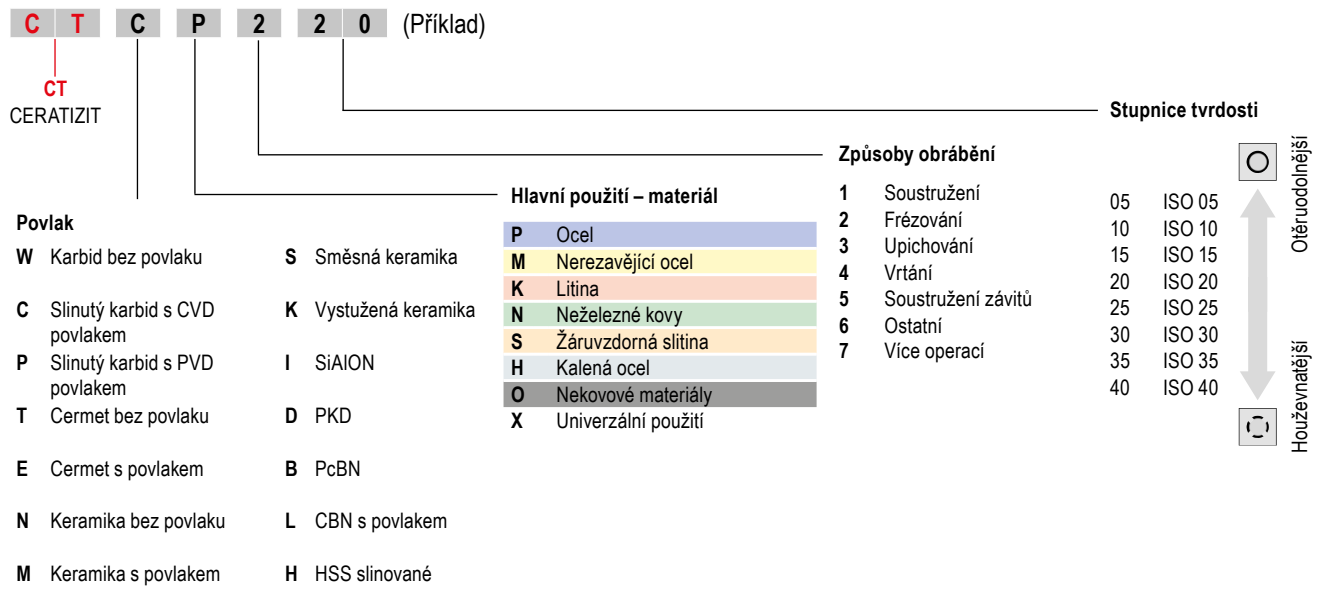 C T C P 2 2 0 (Příklad)
CT
CERATIZIT
Povlak
W Karbid bez povlaku
C Slinutý karbid s CVD
povlakem
P Slinutý karbid s PVD
povlakem
T Cermet bez povlaku
E Cermet s povlakem
N Keramika bez povlaku
M Keramika s povlakem
S Směsná keramika
K Vystužená keramika
I SiAlON
D PKD
B PcBN
L CBN s povlakem
H HSS slinované
Hlavní použití – materiál
P Ocel
M Nerezavějící ocel
K Litina
N Neželezné kovy
S Žáruvzdorná slitina
H Kalená ocel
O Nekovové materiály
X Univerzální použití
Způsoby obrábění
1 Soustružení
2 Frézování
3 Upichování
4 Vrtání
5 Soustružení závitů
6 Ostatní
7 Více operací
Stupnice tvrdosti
05 ISO 05
10 ISO 10
15 ISO 15
20 ISO 20
25 ISO 25
30 ISO 30
35 ISO 35
40 ISO 40
Otěruodolnější
Houževnatější